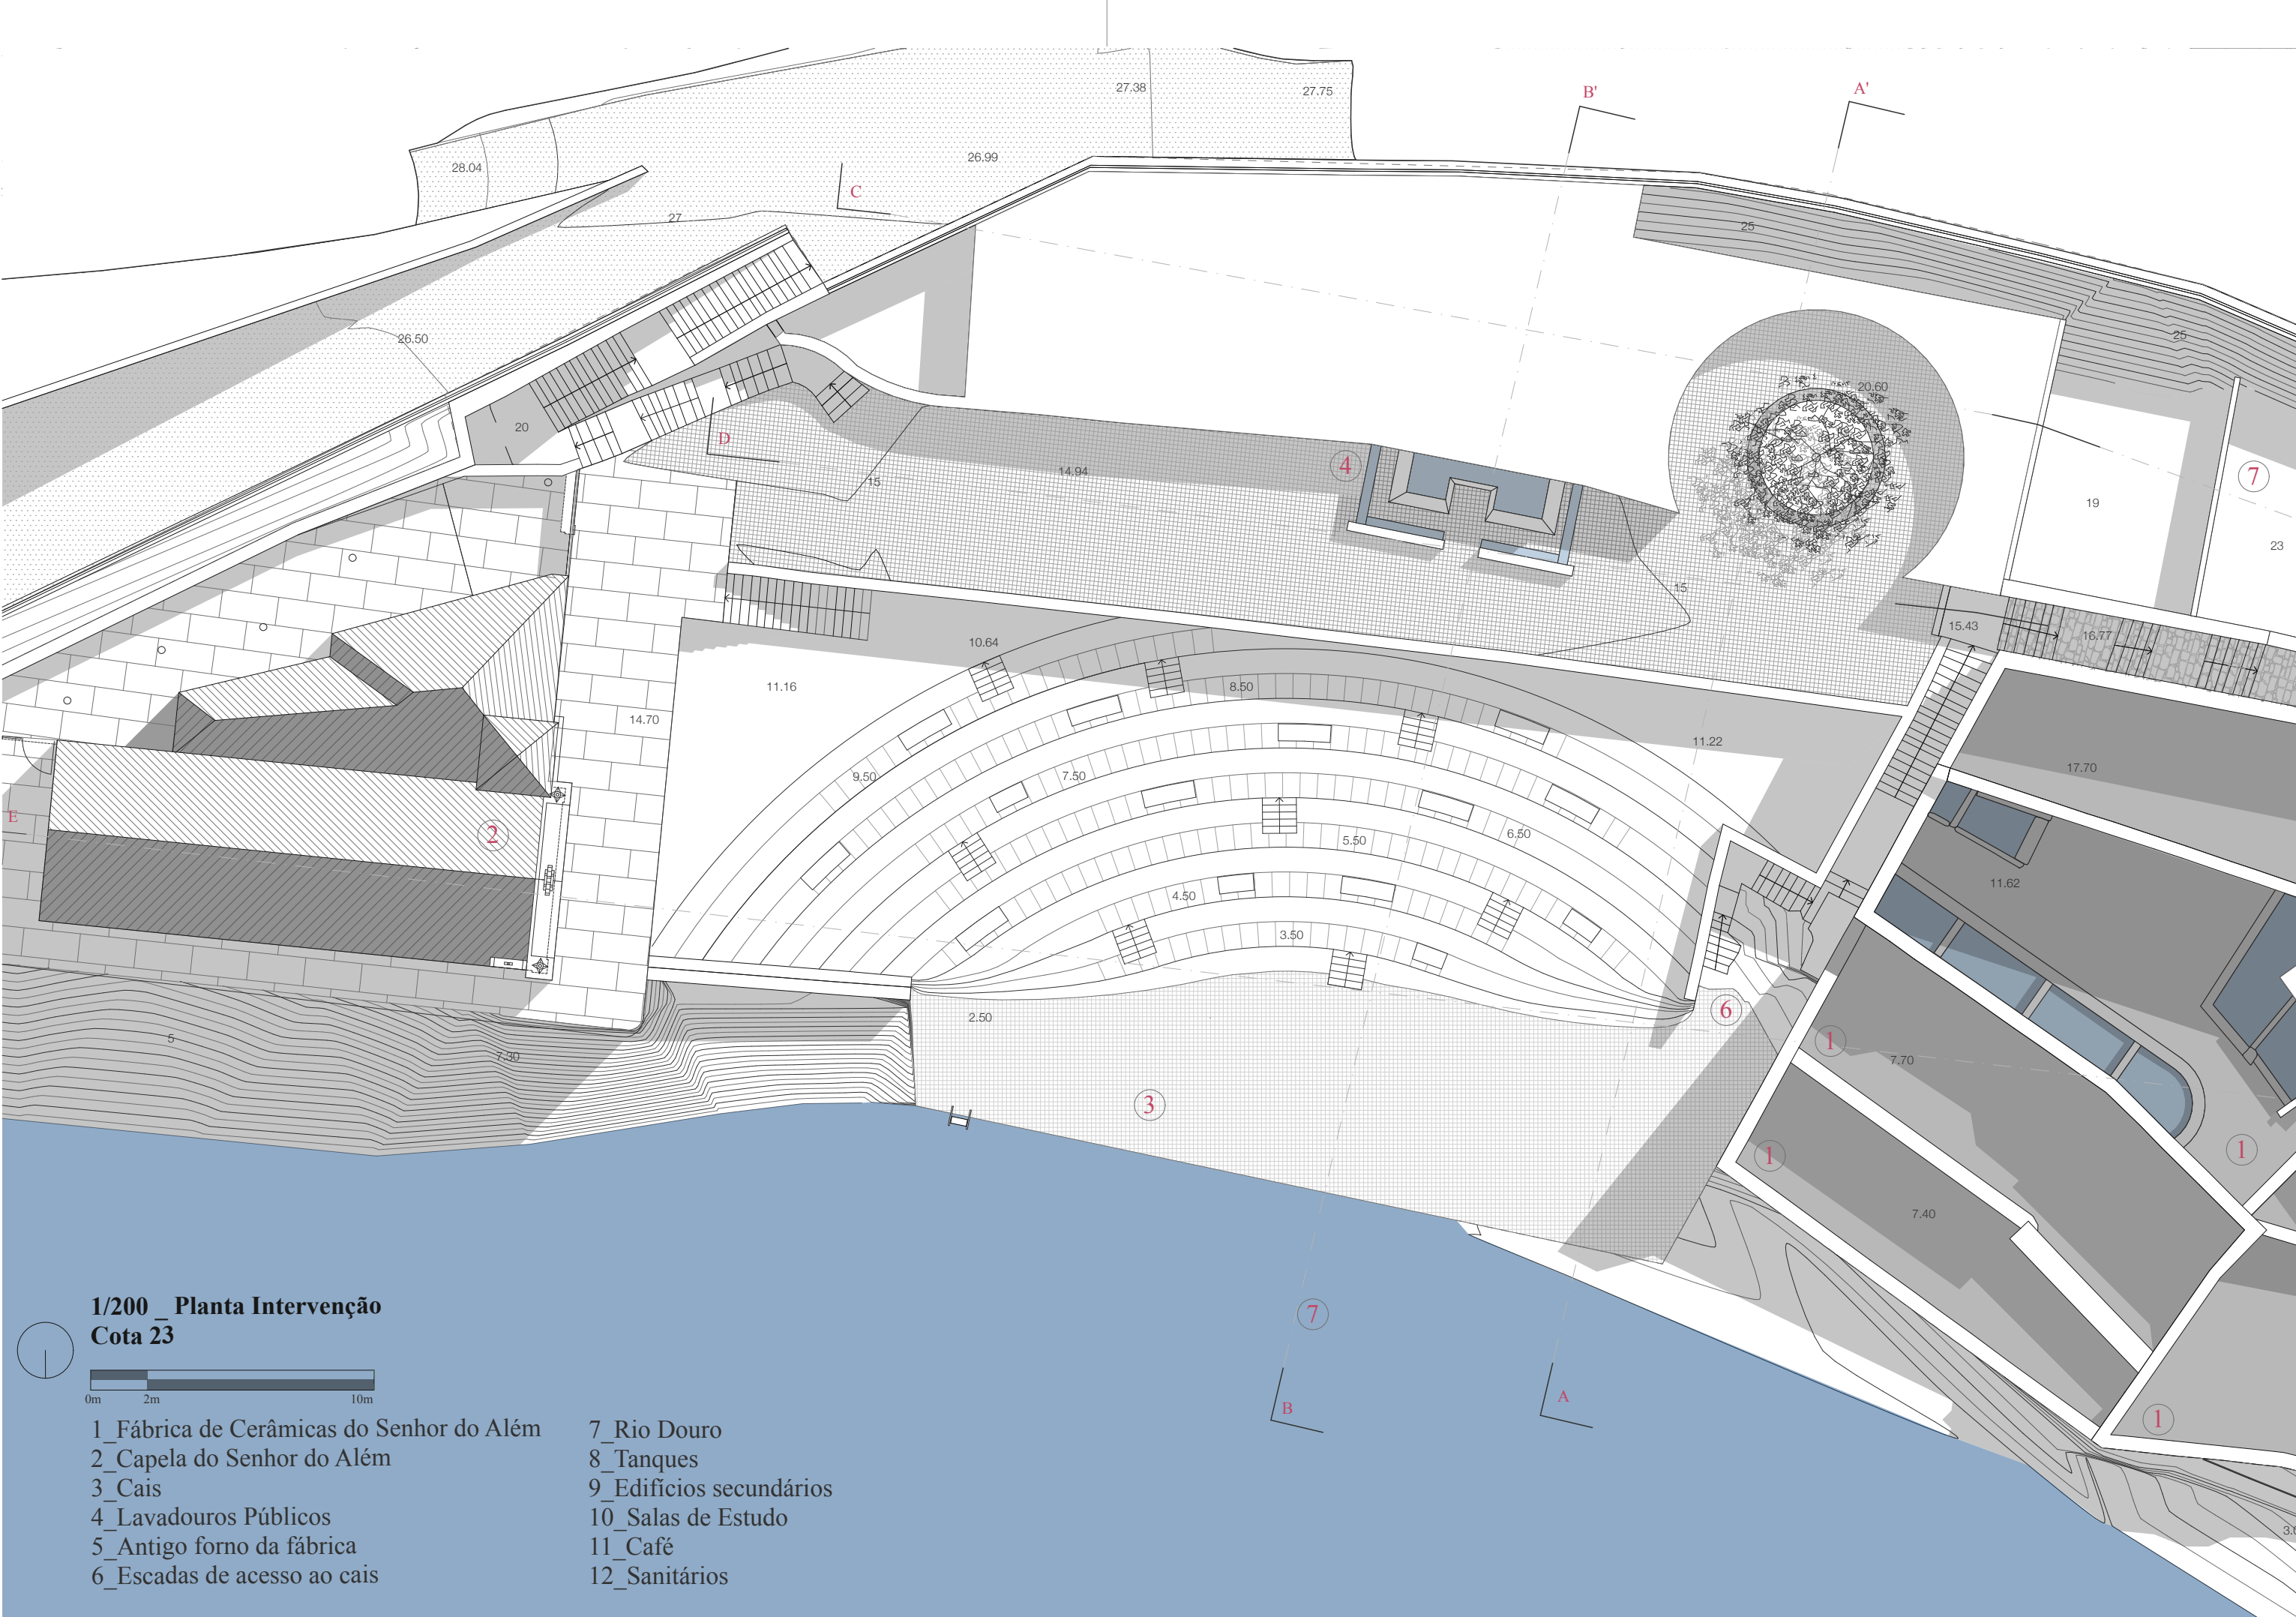 27.38
27.75
B'
A'
26.99
28.04
C
27
25
25
26.50
20.60
20
D
4
14.94
15
7
19
23
15
15.43
16.77
10.64
11.16
8.50
14.70
11.22
9.50
7.50
17.70
E
2
6.50
5.50
11.62
4.50
3.50
2.50
6
5
7.30
1
7.70
3
1
1
7.40
7
A
B
1
1/200 _ Planta Intervenção
Cota 23
0m 2m 10m
1_Fábrica de Cerâmicas do Senhor do Além
2_Capela do Senhor do Além
3_Cais
4_Lavadouros Públicos
5_Antigo forno da fábrica
6_Escadas de acesso ao cais
7_Rio Douro
8_Tanques
9_Edifícios secundários
10_Salas de Estudo
11_Café
12_Sanitários